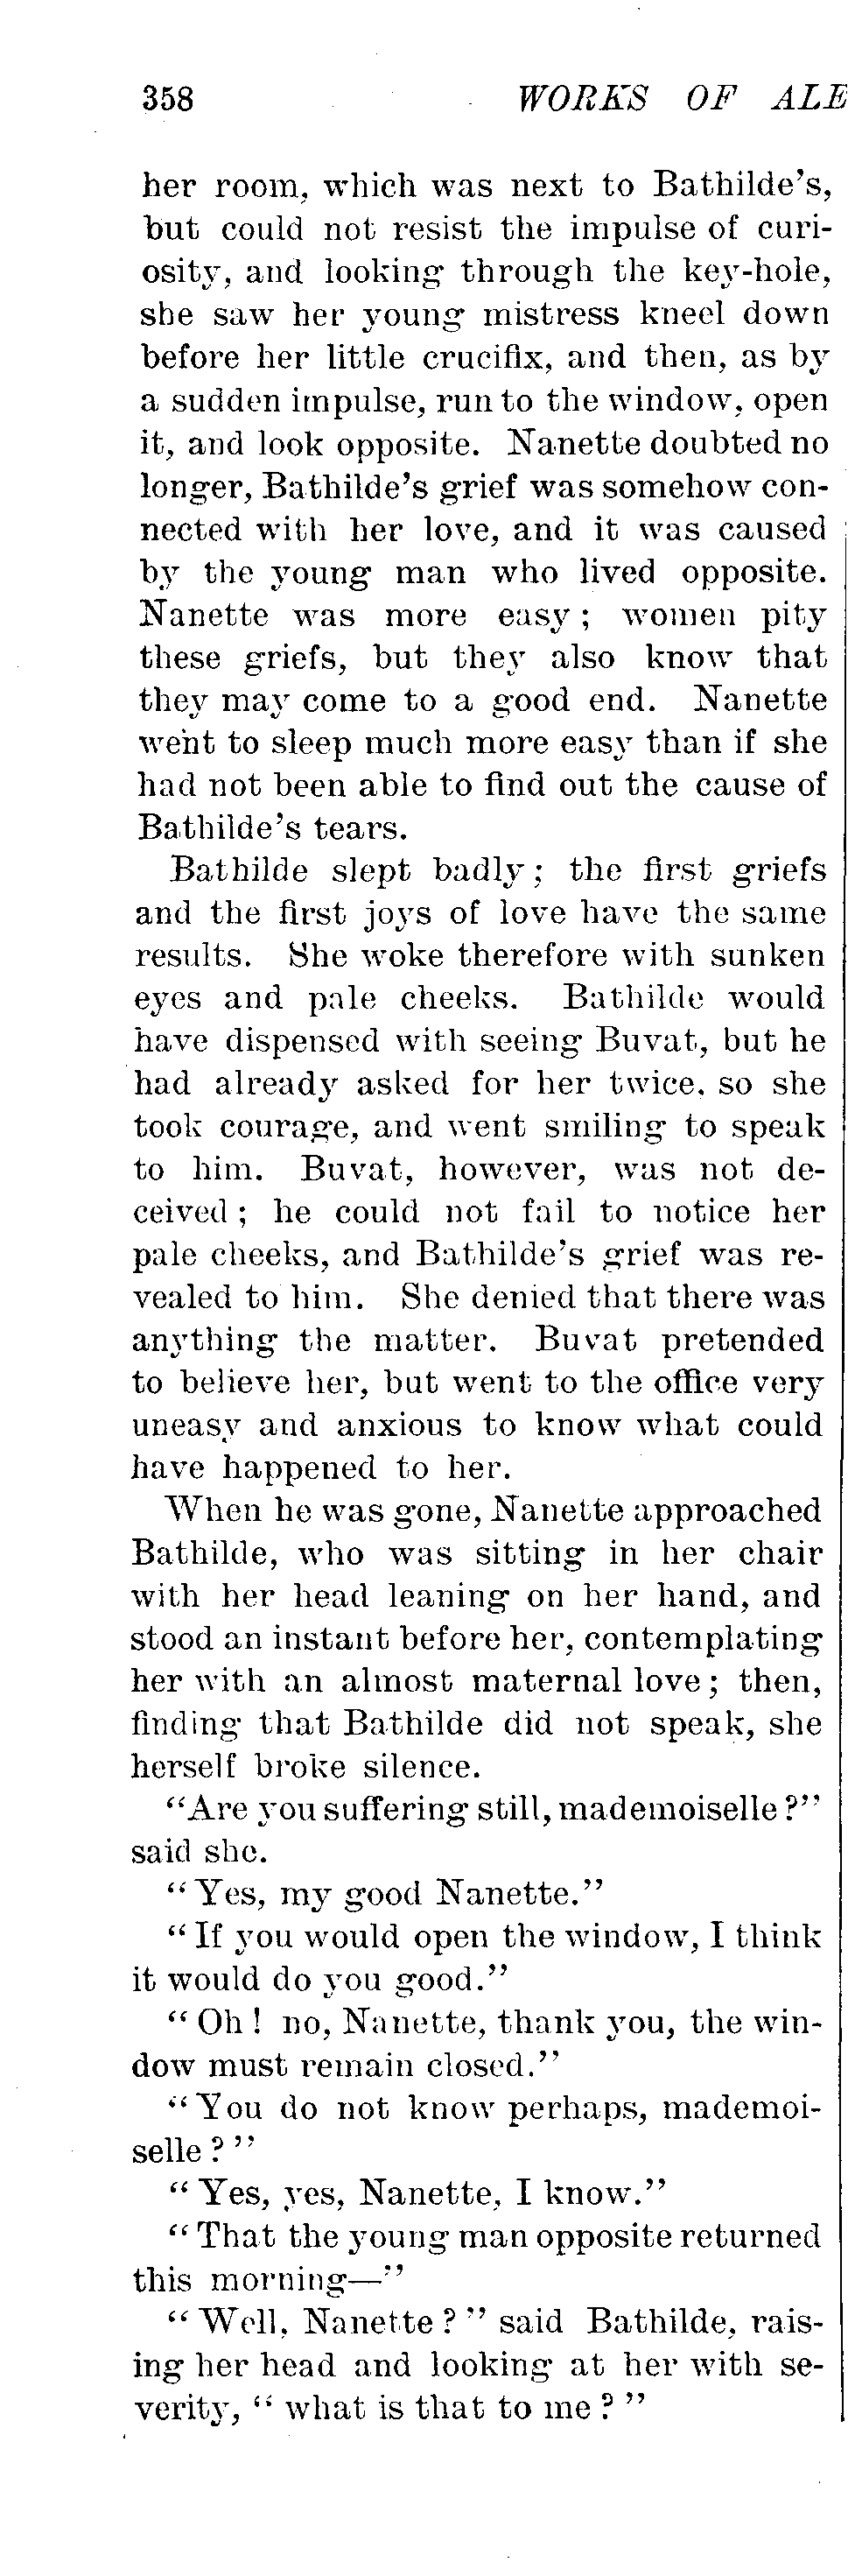 358 WORKS OF ALE
her room, which was next to Bathilde's,
but could not resist the impulse of curi-
osity, and looking through the key-hole,
she saw her young mistress kneel down
before her little crucifix, and then, as by
a sudden impulse, run to the window, open
it, and look opposite. Nanette doubted no
longer, Bathilde's grief was somehow con-
nected with her love, and it was caused
by the young man who lived opposite.
Nanette was more easy; women pity
these griefs, but they also know that
they may come to a good end. Nanette
went to sleep much more easy than if she
had not been able to find out the cause of
Bathilde's tears.
Bathilde slept badly; the first griefs
and the first joys of love have the same
results. She woke therefore with sunken
eyes and pale cheeks. Bathilde would
have dispensed with seeing Buvat, but he
had already asked for her twice, so she
took courage, and went smiling to speak
to him. Buvat, however, was not de-
ceived; he could not fail to notice her
pale cheeks, and Bathilde's grief was re-
vealed to him. She denied that there was
anything the matter. Buvat pretended
to believe her, but went to the office very
uneasy and anxious to know what could
have happened to her.
When he was gone, Nanette approached
Bathilde, who was sitting in her chair
with her head leaning on her hand, and
stood an instant before her, contemplating
her with an almost maternal love; then,
finding that Bathilde did not speak, she
herself broke silence.
"Are you suffering still, mademoiselle?"
said she.
"Yes, my good Nanette."
"If you would open the window, I think
it would do you good."
"Oh! no, Nanette, thank you, the win-
dow must remain closed."
"You do not know perhaps, mademoi-
selle?"
"Yes, yes, Nanette, I know."
"That the young man opposite returned
this morning—"
"Well, Nanette?" said Bathilde, rais-
ing her head and looking at her with se-
verity, "what is that to me?"